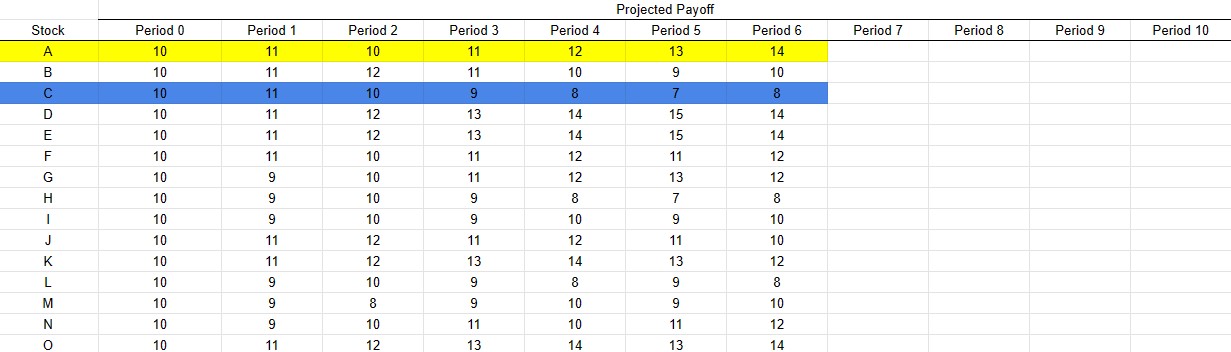 Projected Payoff
Stock Period 0 Period 1 Period 2 Period 3 Period 4 Period 5 Period 6 Period 7 Period 8 Period 9 Period 10
A 10 11 10 11 12 13 14
B 10 11 12 11 10 9 10
C 10 11 10 9 8 7 8
D 10 11 12 13 14 15 14
E 10 11 12 13 14 15 14
F 10 11 10 11 12 11 12
G 10 9 10 11 12 13 12
H 10 9 10 9 8 7 8
I 10 9 10 9 10 9 10
J 10 11 12 11 12 11 10
K 10 11 12 13 14 13 12
L 10 9 10 9 8 9 8
M 10 9 8 9 10 9 10
N 10 9 10 11 10 11 12
O 10 11 12 13 14 13 14